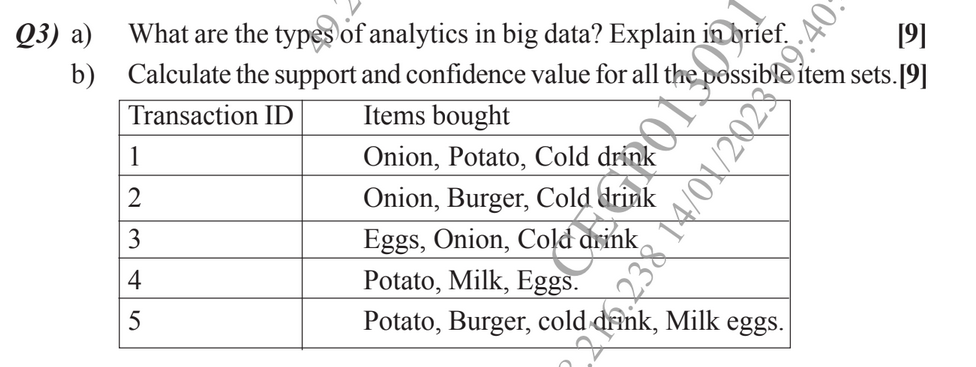 Q3) a) What are the types of analytics in big data? Explain in brief. [9]
b) Calculate the support and confidence value for all the possible item sets.[9]
Transaction ID Items bought
1 Onion, Potato, Cold drink
2 Onion, Burger, Cold drink
3 Eggs, Onion, Cold drink
4 Potato, Milk, Eggs.
5 Potato, Burger, cold drink, Milk eggs.
CEGP013091
.216.238 14/01/2023 09:40:
49.2